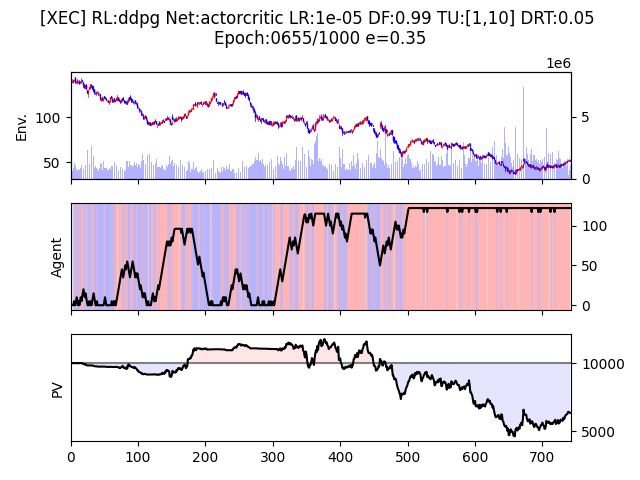 [XEC] RL:ddpg Net:actorcritic LR:1e-05 DF:0.99 TU:[1,10] DRT:0.05
Epoch:0655/1000 e=0.35
1e6
Env.
100
50
5
0
Agent
100
50
0
PV
10000
5000
0 100 200 300 400 500 600 700